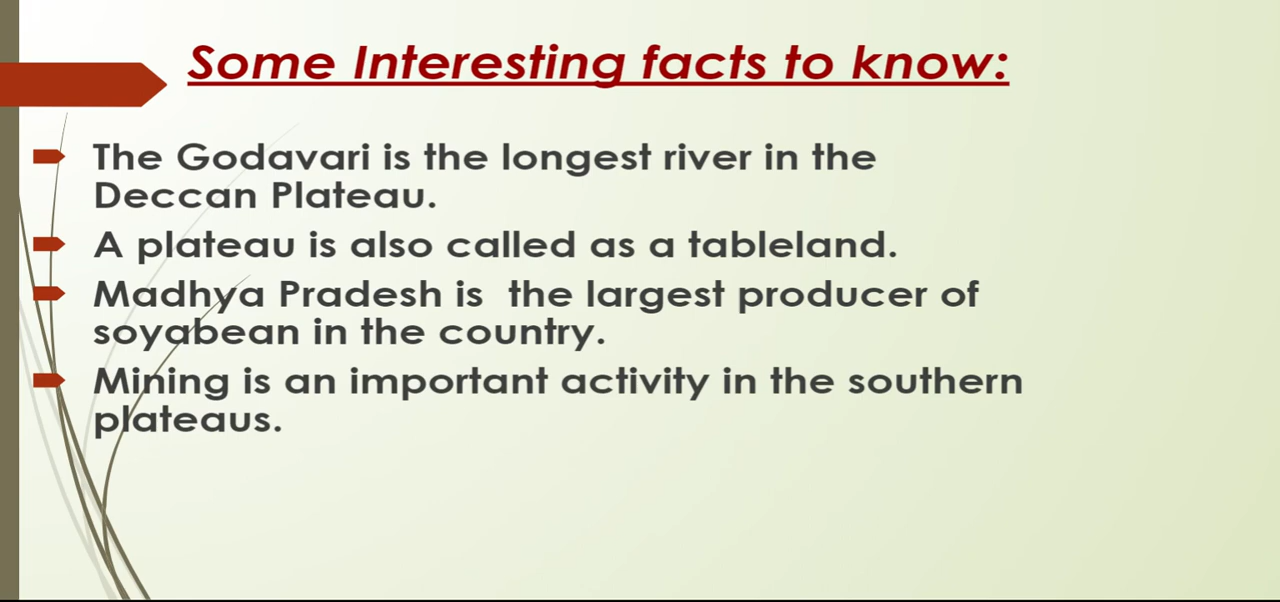 Some Interesting facts to know:
The Godavari is the longest river in the
Deccan Plateau.
A plateau is also called as a tableland.
Madhya Pradesh is  the largest producer of
soyabean in the country.
Mining is an important activity in the southern
plateaus.